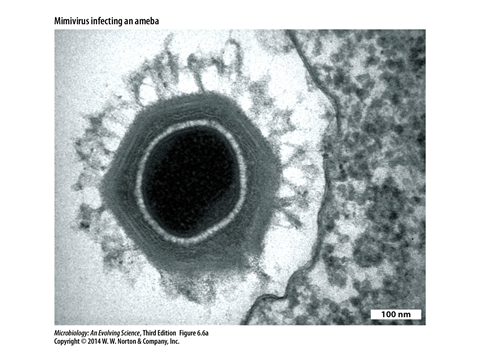 Mimivirus infecting an ameba
100 nm
Microbiology: An Evolving Science, Third Edition Figure 6.6a
Copyright © 2014 W. W. Norton & Company, Inc.